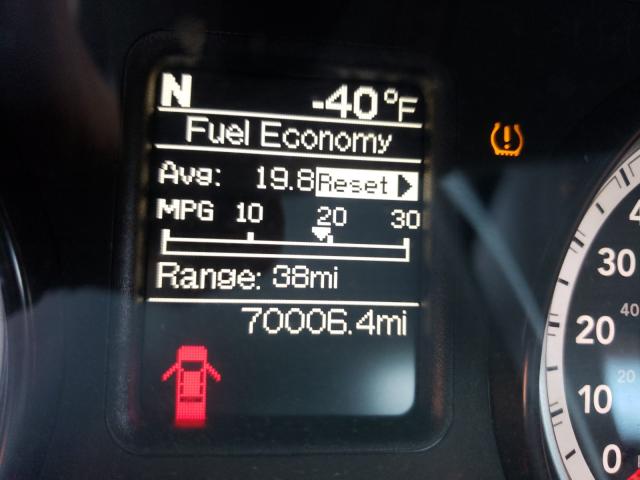 N -40°F
Fuel Economy
Avg: 19.8 Reset
MPG 10 20 30
Range: 38mi
70006.4mi
30
40
20
20
10
0